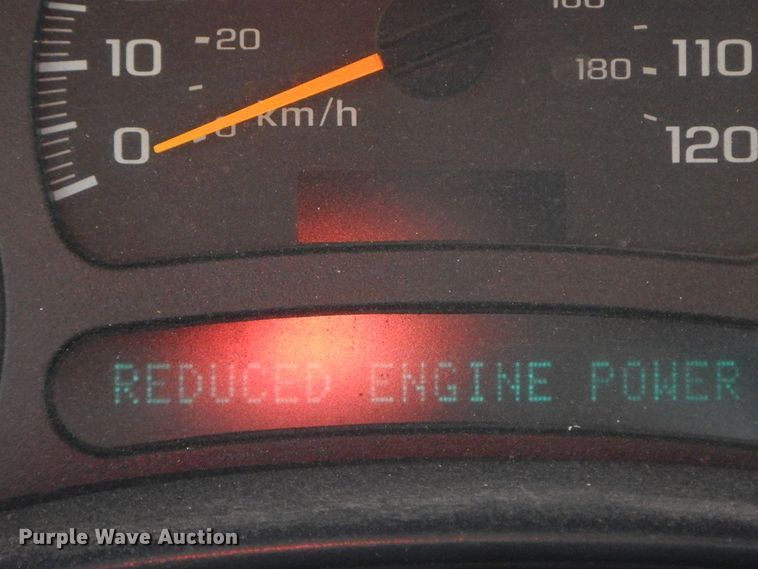 10
20
180
110
0
km/h
120
REDUCED ENGINE POWER
Purple Wave Auction